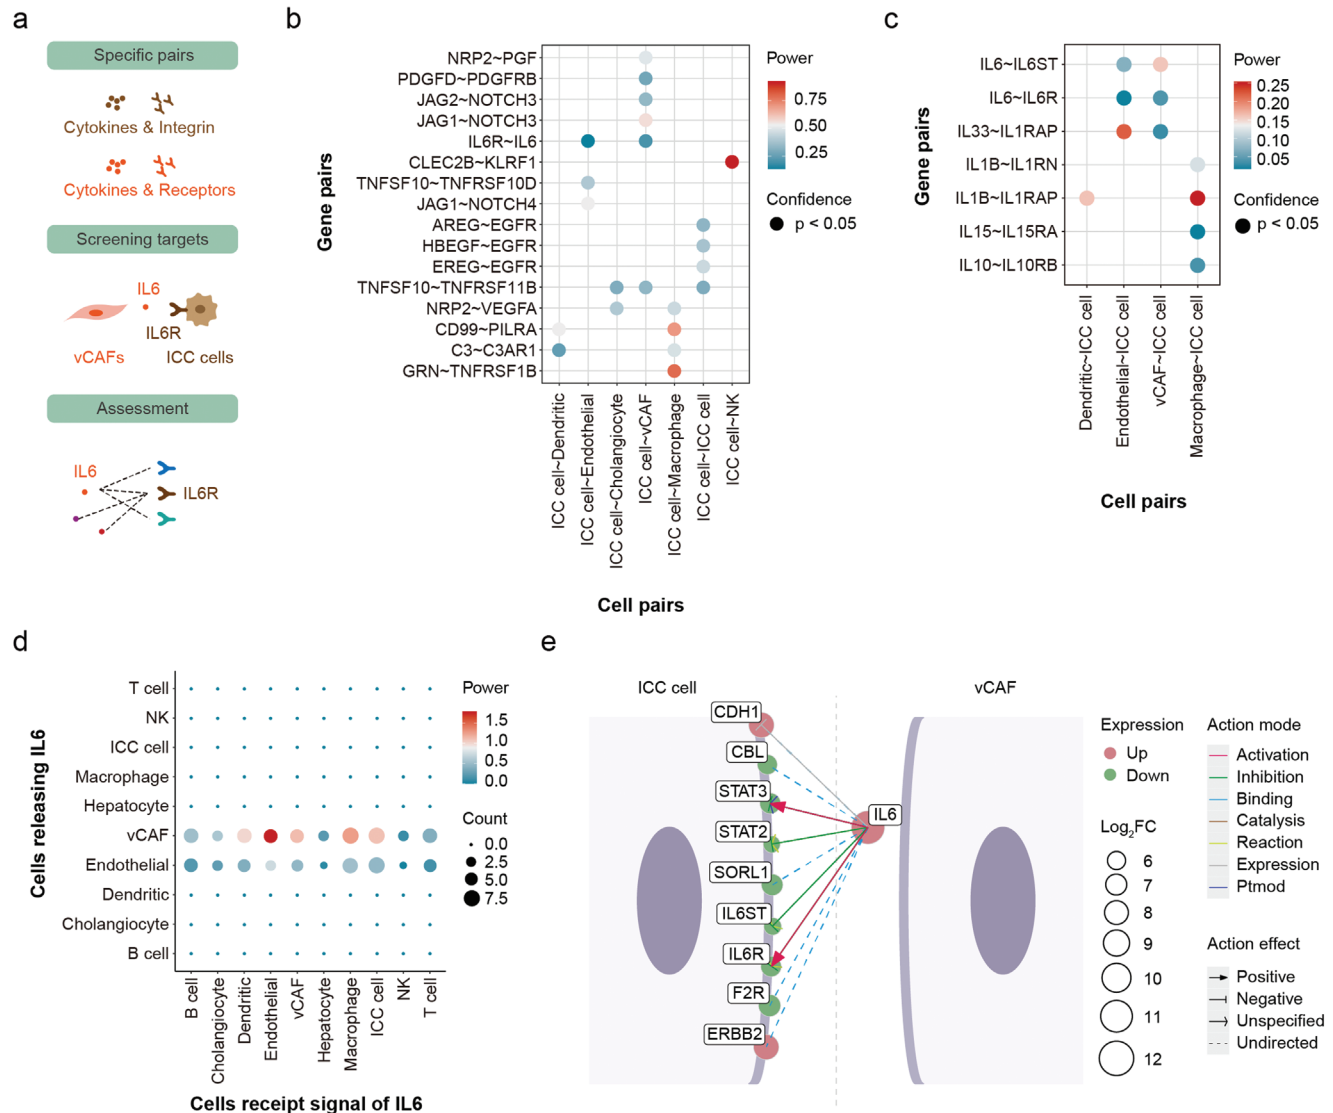 a
Specific pairs
Cytokines & Integrin
Cytokines & Receptors
Screening targets
IL6
IL6R
vCAFs
ICC cells
Assessment
IL6
IL6R
b
Gene pairs
NRP2~PGF
PDGFD~PDGFRB
JAG2~NOTCH3
JAG1~NOTCH3
IL6R~IL6
CLEC2B~KLRF1
TNFSF10~TNFRSF10D
JAG1~NOTCH4
AREG~EGFR
HBEGF~EGFR
EREG~EGFR
TNFSF10~TNFRSF11B
NRP2~VEGFA
CD99~PILRA
C3~C3AR1
GRN~TNFRSF1B
ICC cell~Dendritic
ICC cell~Endothelial
ICC cell~Cholangiocyte
ICC cell~vCAF
ICC cell~Macrophage
ICC cell~ICC cell
ICC cell~NK
Cell pairs
Power
0.75
0.50
0.25
Confidence
p < 0.05
c
Gene pairs
IL6~IL6ST
IL6~IL6R
IL33~IL1RAP
IL1B~IL1RN
IL1B~IL1RAP
IL15~IL15RA
IL10~IL10RB
Dendritic~ICC cell
Endothelial~ICC cell
vCAF~ICC cell
Macrophage~ICC cell
Cell pairs
Power
0.25
0.20
0.15
0.10
0.05
Confidence
p < 0.05
d
Cells releasing IL6
T cell
NK
ICC cell
Macrophage
Hepatocyte
vCAF
Endothelial
Dendritic
Cholangiocyte
B cell
B cell
Cholangiocyte
Dendritic
Endothelial
vCAF
Hepatocyte
Macrophage
ICC cell
NK
T cell
Cells receipt signal of IL6
Power
1.5
1.0
0.5
0.0
Count
0.0
2.5
5.0
7.5
e
ICC cell
vCAF
CDH1
CBL
STAT3
STAT2
SORL1
IL6ST
IL6R
F2R
ERBB2
IL6
Expression
Up
Down
Log2FC
6
7
8
9
10
11
12
Action mode
Activation
Inhibition
Binding
Catalysis
Reaction
Expression
Ptmod
Action effect
Positive
Negative
Unspecified
Undirected